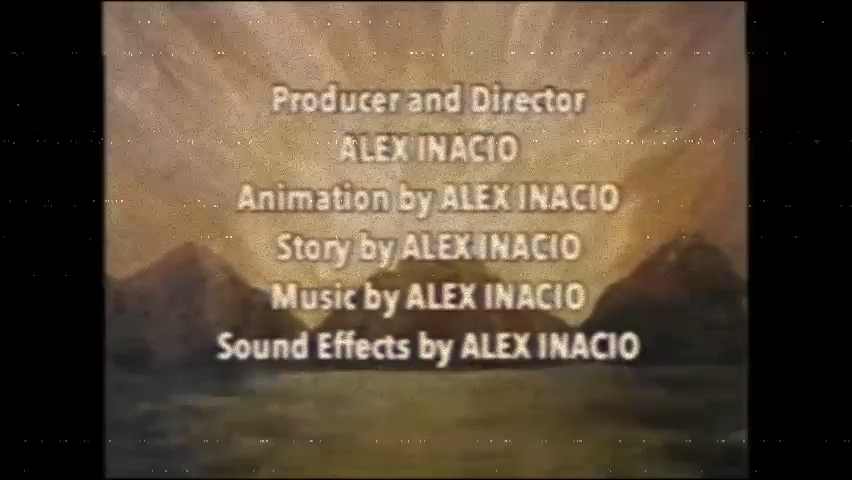 Producer and Director
ALEX INACIO
Animation by ALEX INACIO
Story by ALEX INACIO
Music by ALEX INACIO
Sound Effects by ALEX INACIO